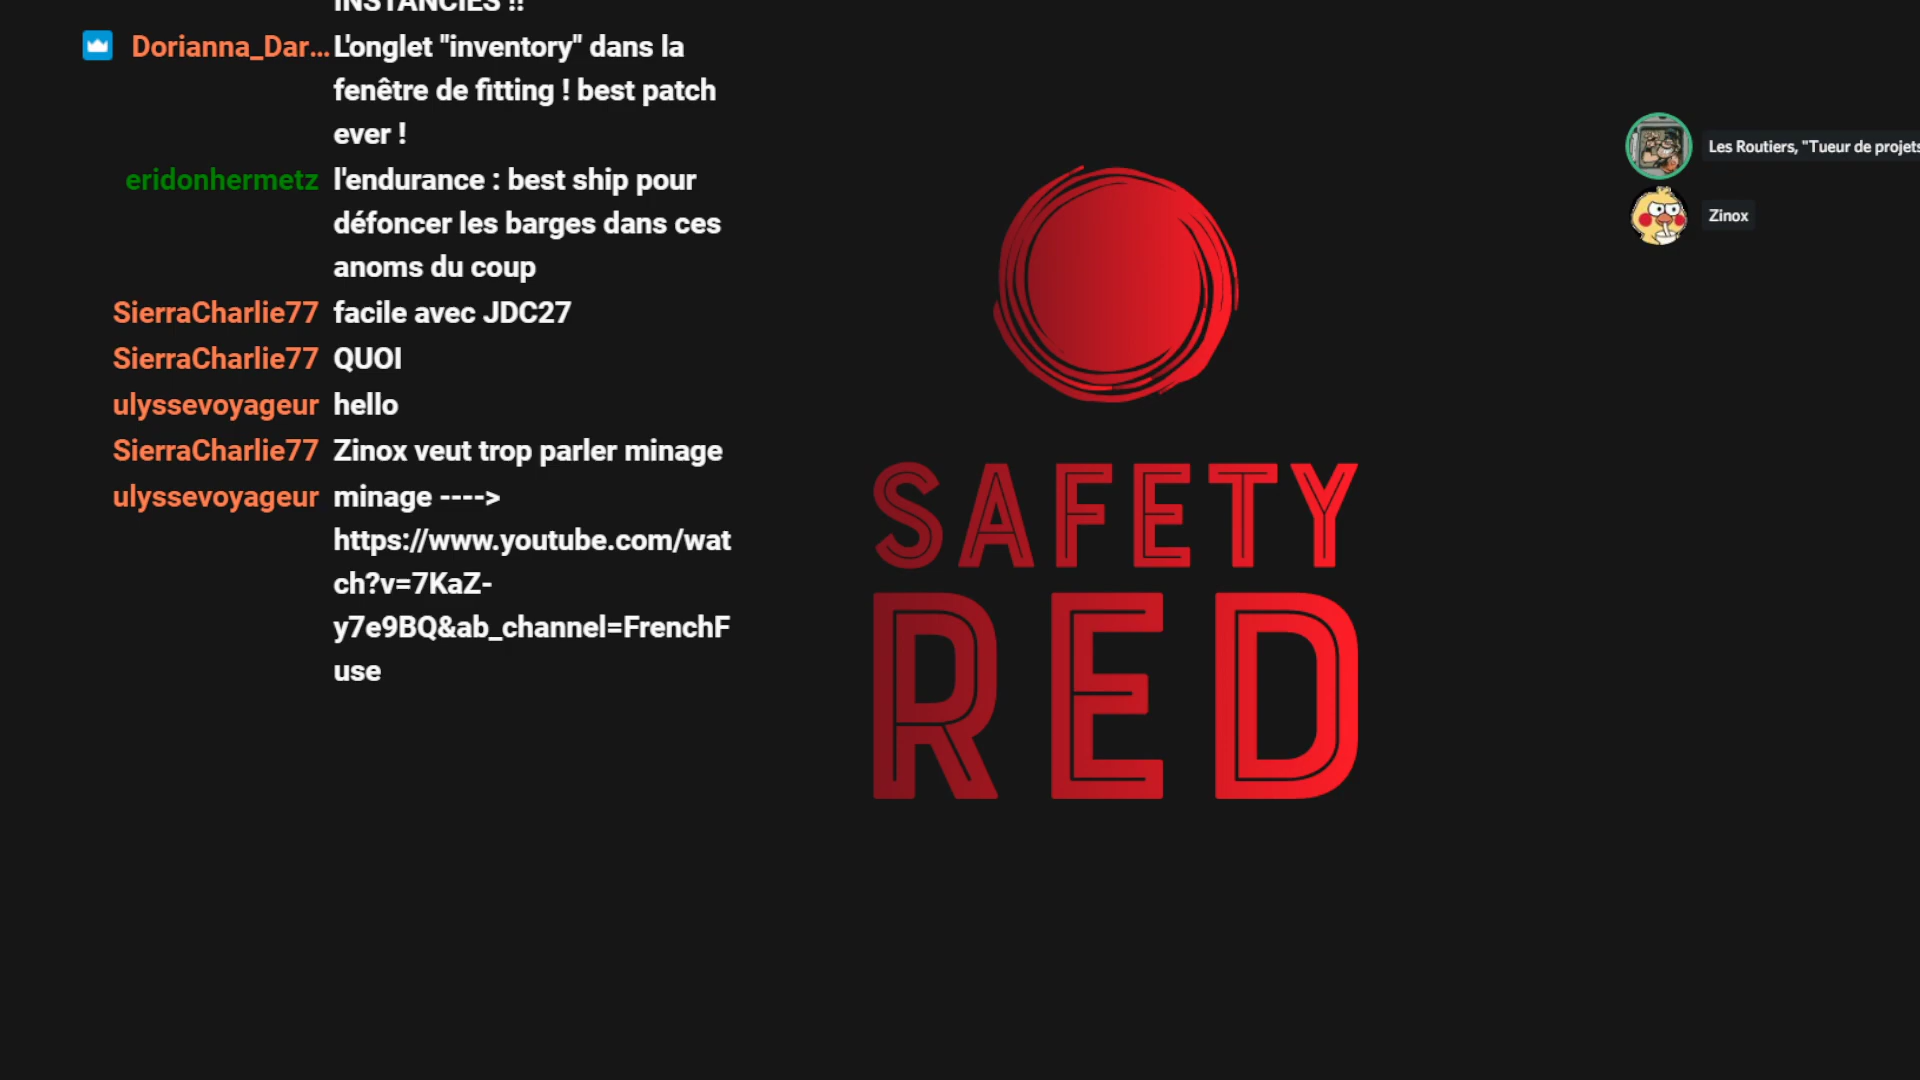 INSTANCIÉS !!
Dorianna_Dar... L'onglet "inventory" dans la
fenêtre de fitting ! best patch
ever !
eridonhermetz l'endurance : best ship pour
défoncer les barges dans ces
anoms du coup
SierraCharlie77 facile avec JDC27
SierraCharlie77 QUOI
ulyssevoyageur hello
SierraCharlie77 Zinox veut trop parler minage
ulyssevoyageur minage ---->
https://www.youtube.com/wat
ch?v=7KaZ-
y7e9BQ&ab_channel=FrenchF
use
SAFETY
RED
Les Routiers, "Tueur de projets
Zinox